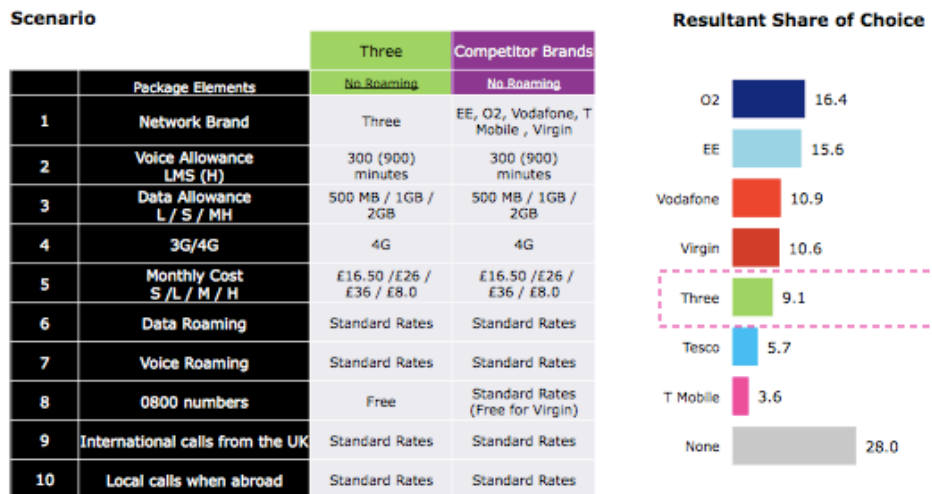 Scenario
Resultant Share of Choice
Three
Competitor Brands
Package Elements
No Roaming
No Roaming
1
Network Brand
Three
EE, O2, Vodafone, T
Mobile , Virgin
2
Voice Allowance
LMS (H)
300 (900)
minutes
300 (900)
minutes
3
Data Allowance
L / S / MH
500 MB / 1GB /
2GB
500 MB / 1GB /
2GB
4
3G/4G
4G
4G
5
Monthly Cost
S /L / M / H
£16.50 /£26 /
£36 / £8.0
£16.50 /£26 /
£36 / £8.0
6
Data Roaming
Standard Rates
Standard Rates
7
Voice Roaming
Standard Rates
Standard Rates
8
0800 numbers
Free
Standard Rates
(Free for Virgin)
9
International calls from the UK
Standard Rates
Standard Rates
10
Local calls when abroad
Standard Rates
Standard Rates
O2 16.4
EE 15.6
Vodafone 10.9
Virgin 10.6
Three 9.1
Tesco 5.7
T Mobile 3.6
None 28.0